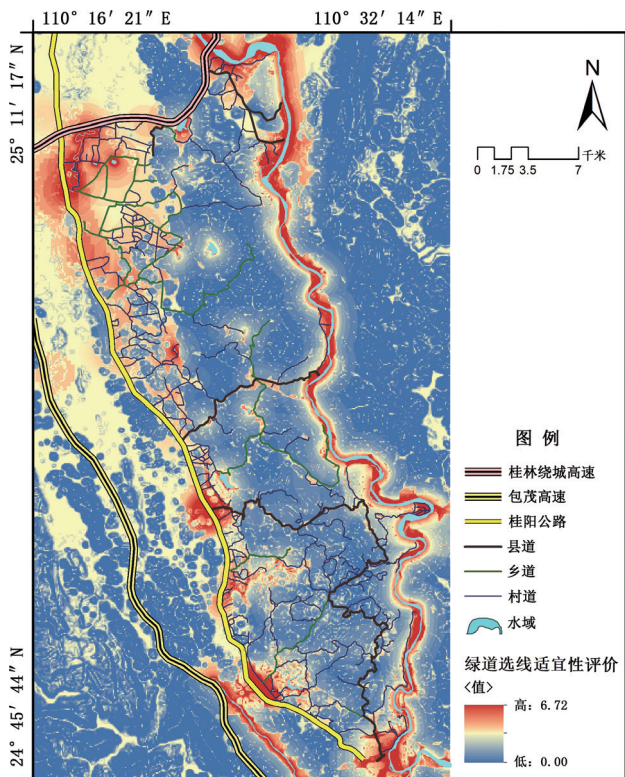 110° 16′ 21″ E
110° 32′ 14″ E
25° 11′ 17″ N
N
千米
0 1.75 3.5 7
图 例
桂林绕城高速
包茂高速
桂阳公路
县道
乡道
村道
水域
24° 45′ 44″ N
绿道选线适宜性评价
<值>
高: 6.72
低: 0.00